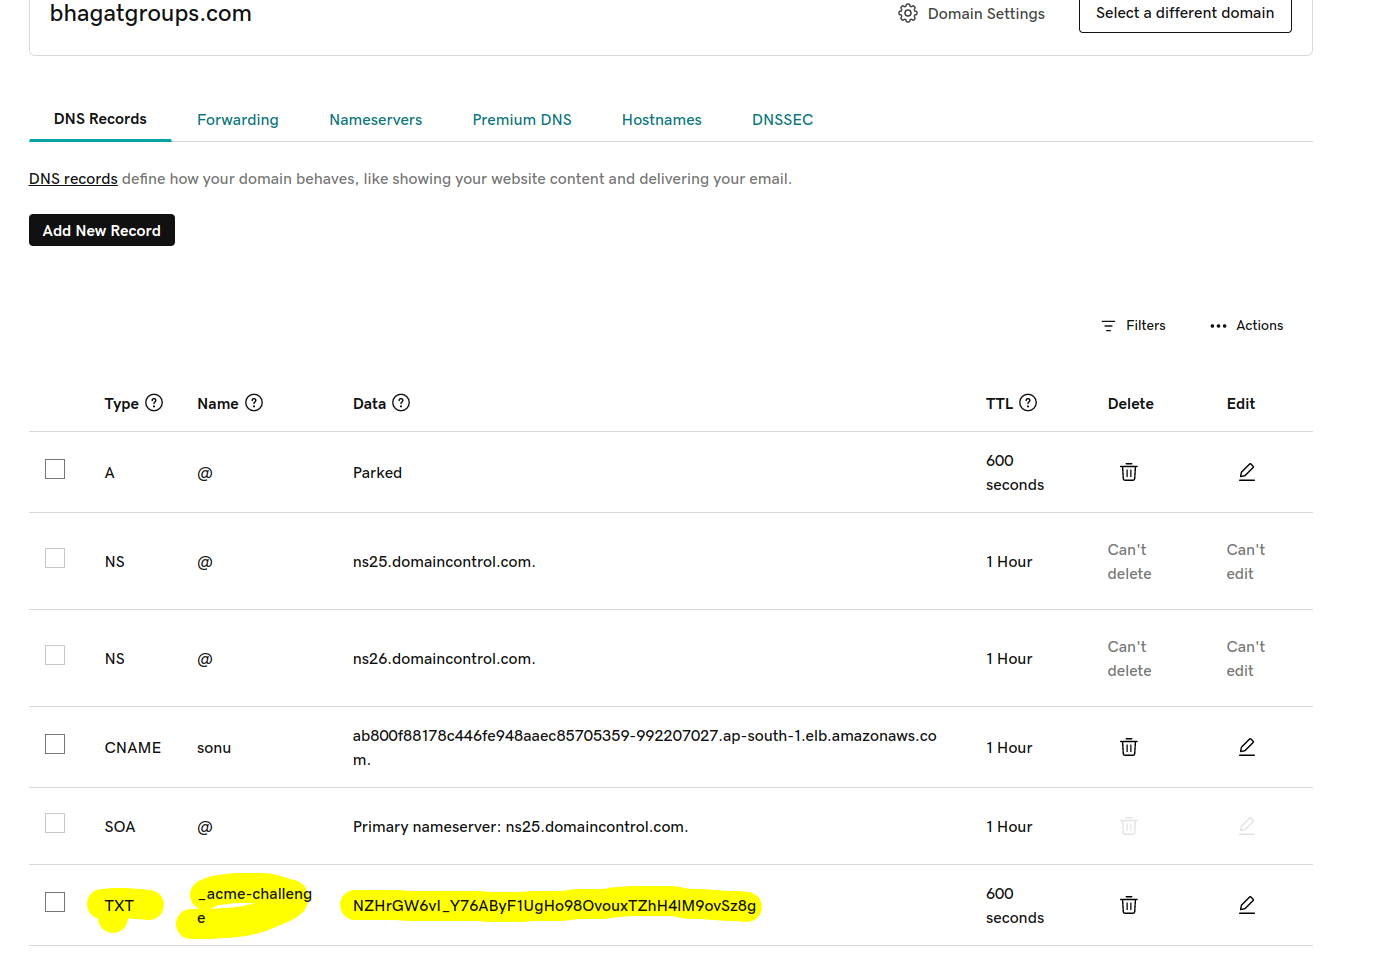 bhagatgroups.com
Domain Settings
Select a different domain
DNS Records
Forwarding
Nameservers
Premium DNS
Hostnames
DNSSEC
DNS records define how your domain behaves, like showing your website content and delivering your email.
Add New Record
Filters
Actions
Type
Name
Data
TTL
Delete
Edit
A
@
Parked
600
seconds
NS
@
ns25.domaincontrol.com.
1 Hour
Can't
delete
Can't
edit
NS
@
ns26.domaincontrol.com.
1 Hour
Can't
delete
Can't
edit
CNAME
sonu
ab800f88178c446fe948aaec85705359-992207027.ap-south-1.elb.amazonaws.co
m.
1 Hour
SOA
@
Primary nameserver: ns25.domaincontrol.com.
1 Hour
TXT
_acme-challeng
e
NZHrGW6vI_Y76AByF1UgHo98OvouxTZhH4lM9ovSz8g
600
seconds